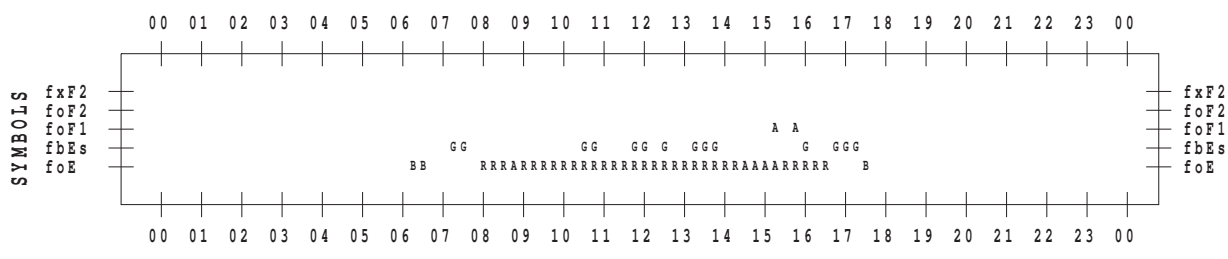 00 01 02 03 04 05 06 07 08 09 10 11 12 13 14 15 16 17 18 19 20 21 22 23 00
SYMBOLS
fxF2 fxF2
foF2 foF2
foF1 A A foF1
fbEs GG GG GG G GGG G GGG fbEs
foE BB RRRARRRRRRRRRRRRRRRRRRRRRRAAAARRRRR B foE
00 01 02 03 04 05 06 07 08 09 10 11 12 13 14 15 16 17 18 19 20 21 22 23 00